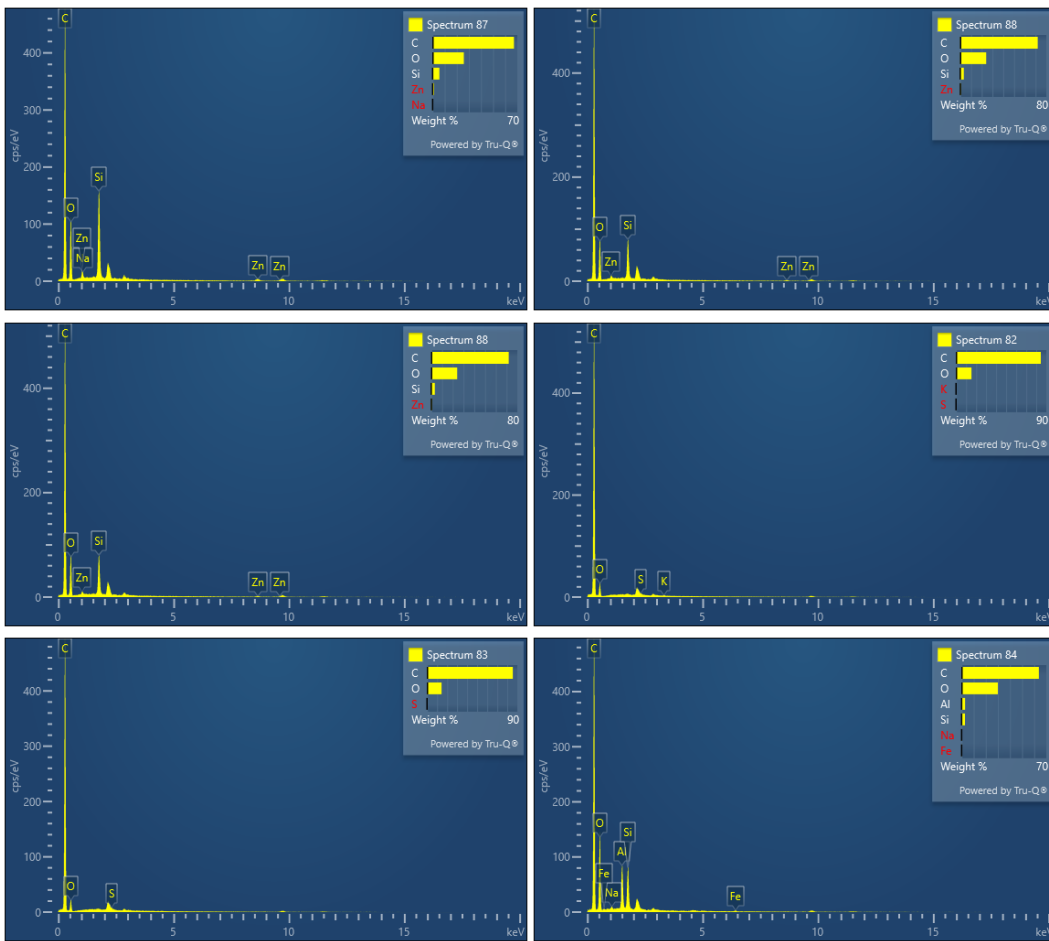 Spectrum 87
C
O
Si
Zn
Na
Weight % 70
Powered by Tru-Q®
C
O
Zn
Na
Si
Zn Zn
cps/eV
400
300
200
100
0
0 5 10 15 keV
Spectrum 88
C
O
Si
Zn
Weight % 80
Powered by Tru-Q®
C
O
Zn
Si
Zn Zn
cps/eV
400
200
0
0 5 10 15 keV
Spectrum 88
C
O
Si
Zn
Weight % 80
Powered by Tru-Q®
C
O
Zn
Si
Zn Zn
cps/eV
400
200
0
0 5 10 15 keV
Spectrum 82
C
O
K
S
Weight % 90
Powered by Tru-Q®
C
O
S
K
cps/eV
400
200
0
0 5 10 15 keV
Spectrum 83
C
O
S
Weight % 90
Powered by Tru-Q®
C
O
S
cps/eV
400
300
200
100
0
0 5 10 15 keV
Spectrum 84
C
O
Al
Si
Na
Fe
Weight % 70
Powered by Tru-Q®
C
O
Fe
Na
Al
Si
Fe
cps/eV
400
300
200
100
0
0 5 10 15 keV